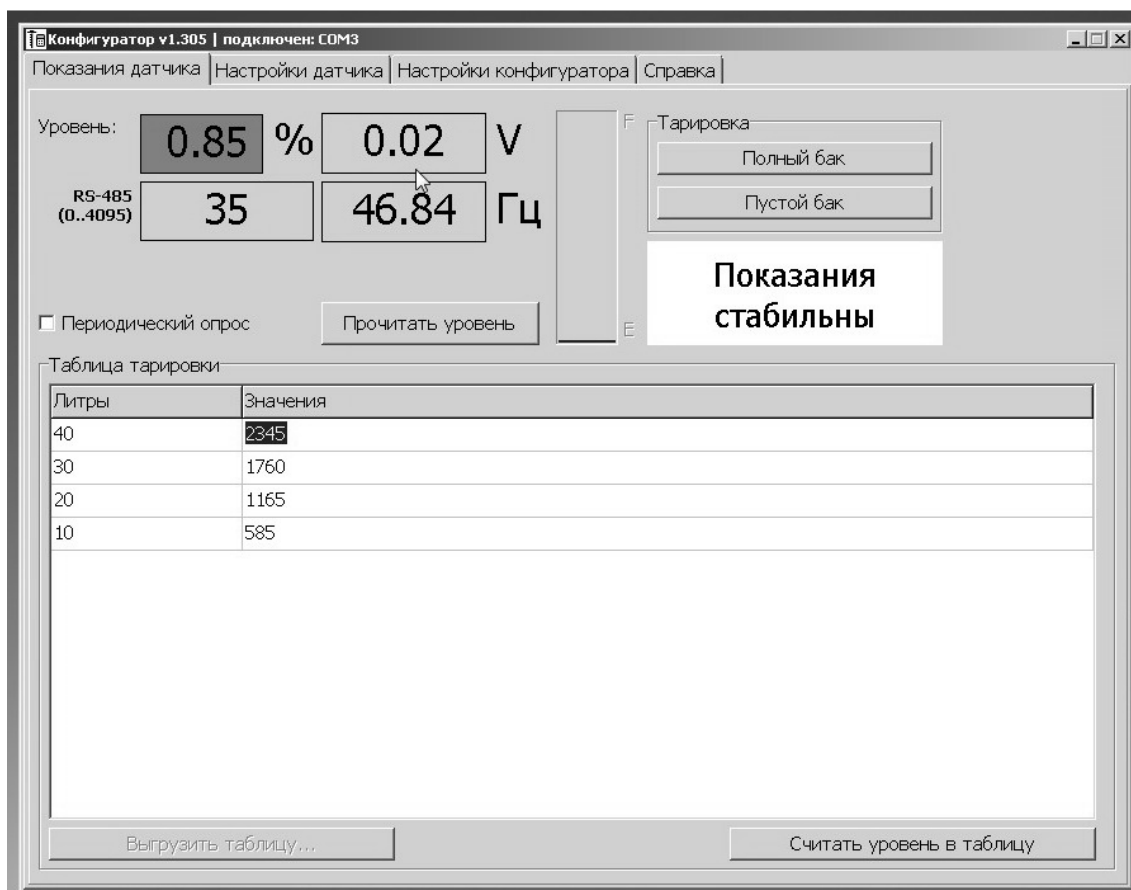 Конфигуратор v1.305 | подключен: COM3
Показания датчика Настройки датчика Настройки конфигуратора Справка
Уровень: 0.85 % 0.02 V
RS-485
(0..4095) 35 46.84 Гц
F
E
Тарировка
Полный бак
Пустой бак
Показания
стабильны
Периодический опрос Прочитать уровень
Таблица тарировки
Литры Значения
40 2345
30 1760
20 1165
10 585
Выгрузить таблицу... Считать уровень в таблицу